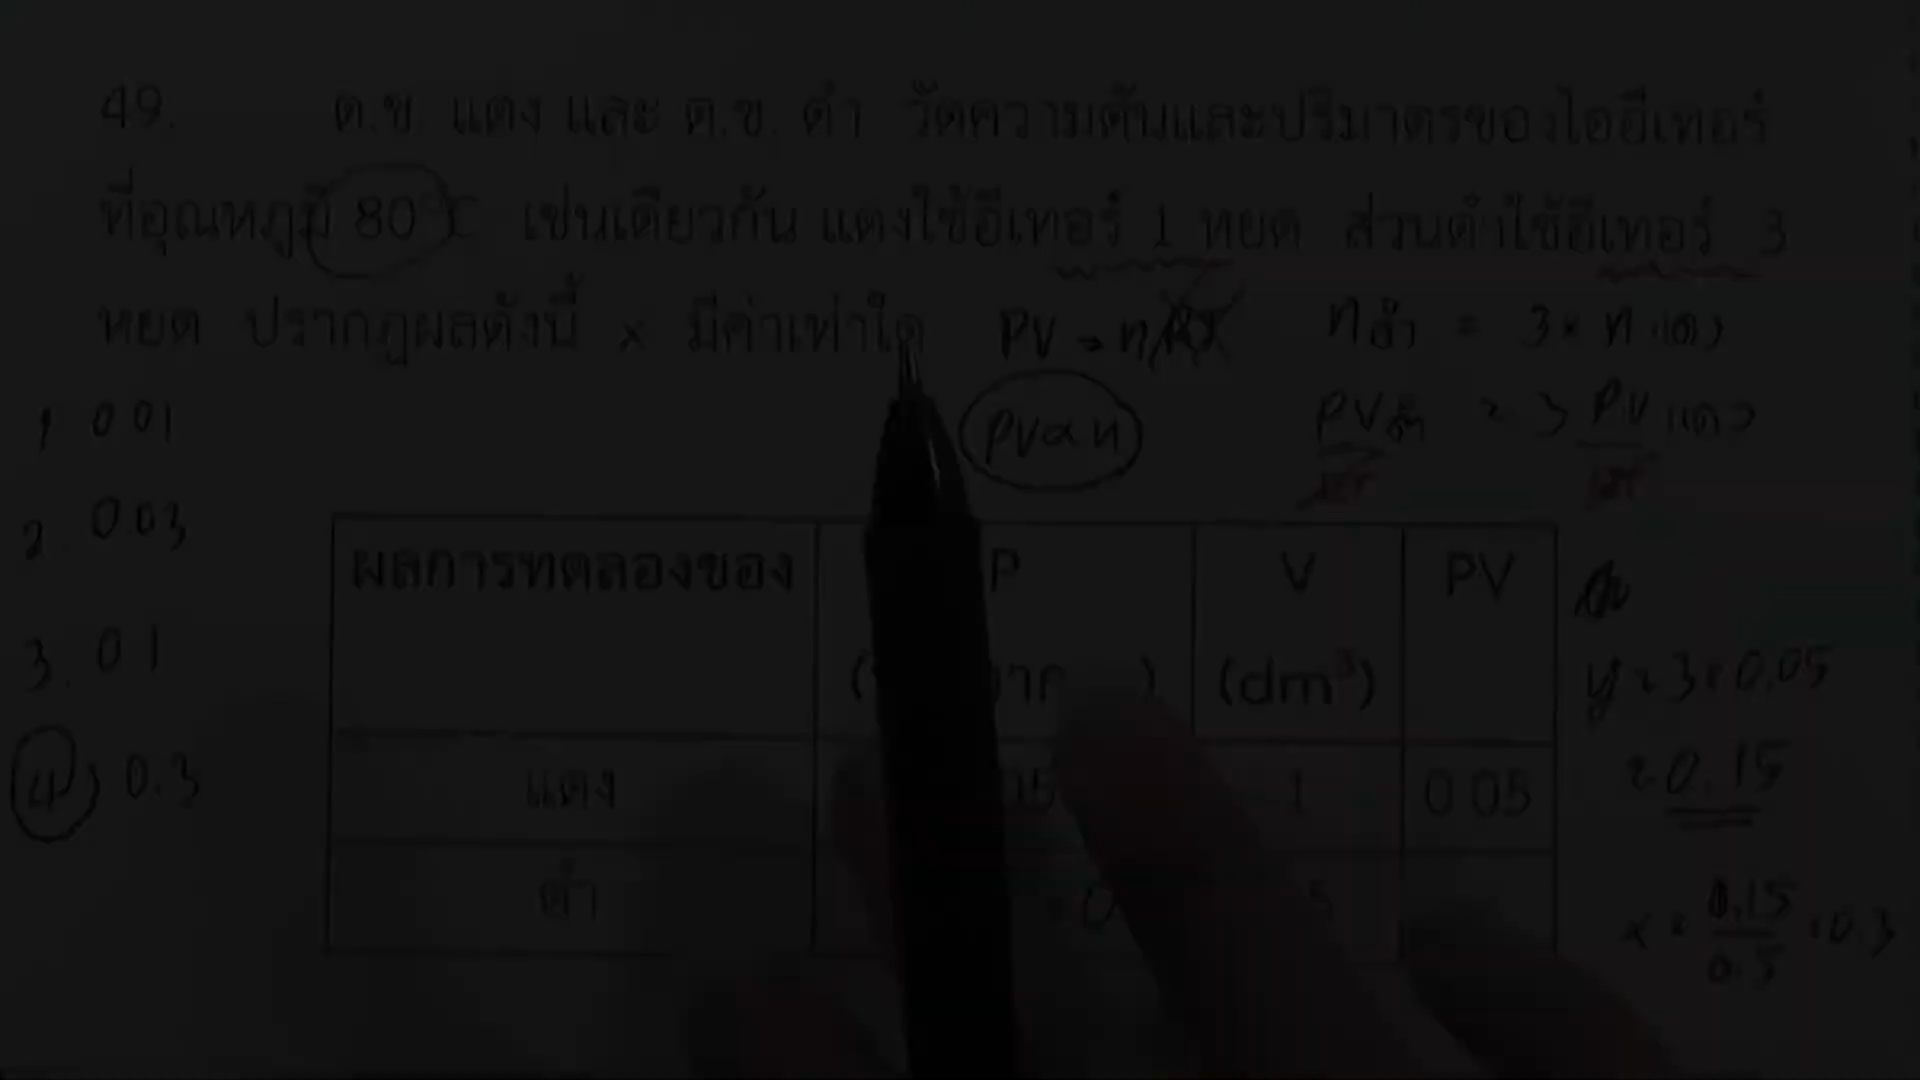 49. ด.ช. แดง และ ด.ช. ดำ วัดความดันและปริมาตรของไออีเทอร์
ที่อุณหภูมิ 80°C เช่นเดียวกัน แดงใช้อีเทอร์ 1 หยด ส่วนดำใช้อีเทอร์ 3
หยด ปรากฏผลดังนี้ x มีค่าเท่าใด
PV = nRT
n ดำ = 3 × n แดง
PV ∝ n
PV ดำ = 3 PV แดง
RT RT
1. 0.01
2. 0.03
3. 0.1
4) 0.3
ผลการทดลองของ P V PV
(dm³)
แดง 1 0.05
ดำ
y = 3 × 0.05
= 0.15
x = 0.15 / 0.5 = 0.3